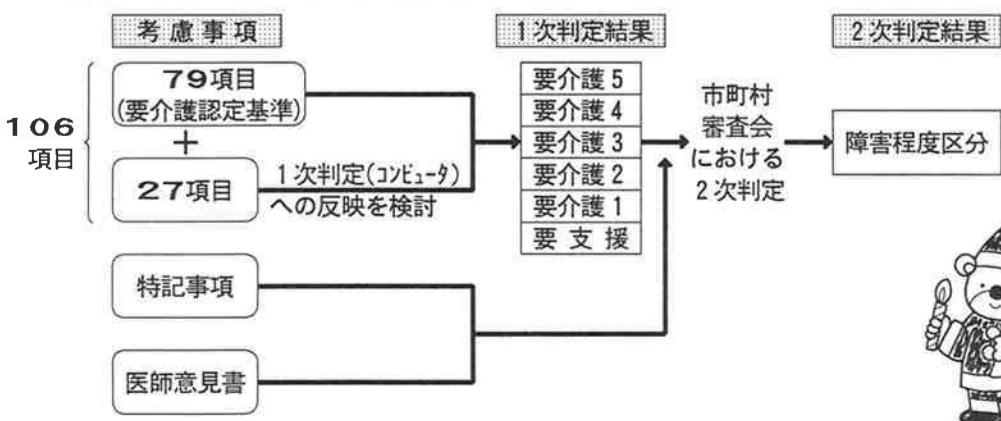 考慮事項
1次判定結果
2次判定結果
106
項目
79項目
(要介護認定基準)
+
27項目
1次判定(コンピュータ)
への反映を検討
特記事項
医師意見書
要介護5
要介護4
要介護3
要介護2
要介護1
要支援
市町村
審査会
における
2次判定
障害程度区分